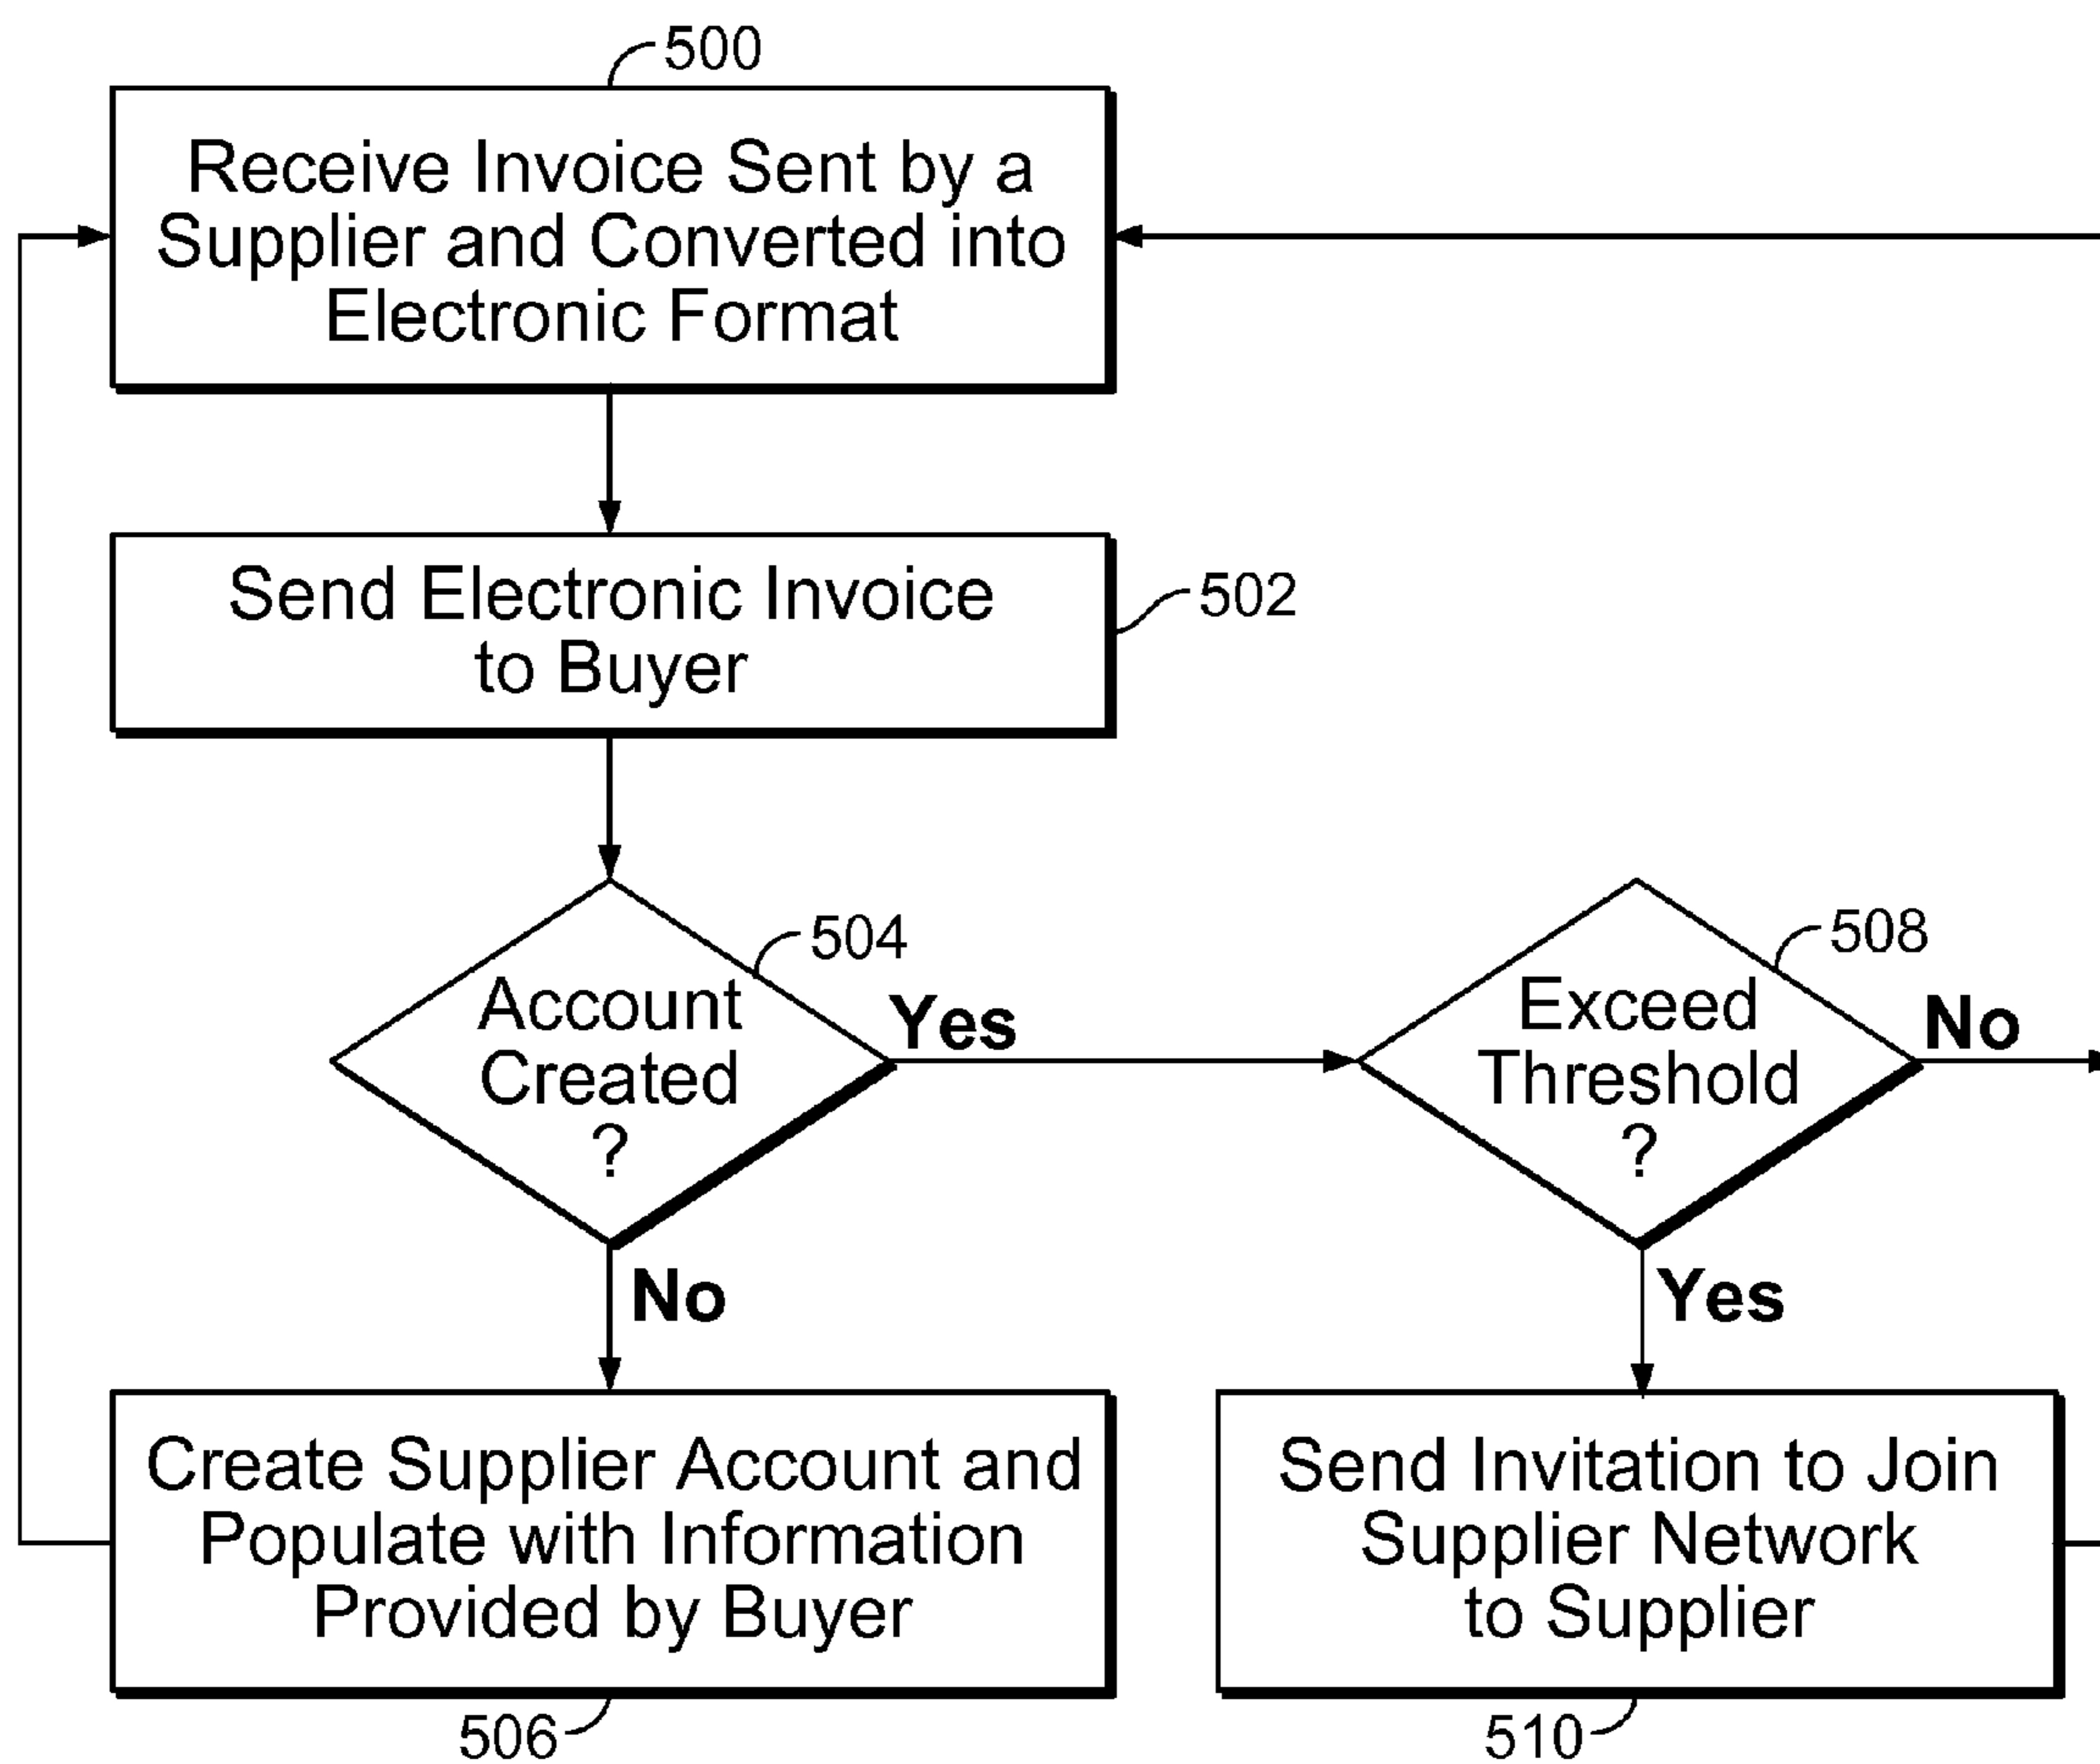 500
Receive Invoice Sent by a
Supplier and Converted into
Electronic Format
Send Electronic Invoice
to Buyer
502
504
Account
Created
?
Yes
No
508
Exceed
Threshold
?
No
Yes
Create Supplier Account and
Populate with Information
Provided by Buyer
506
Send Invitation to Join
Supplier Network
to Supplier
510